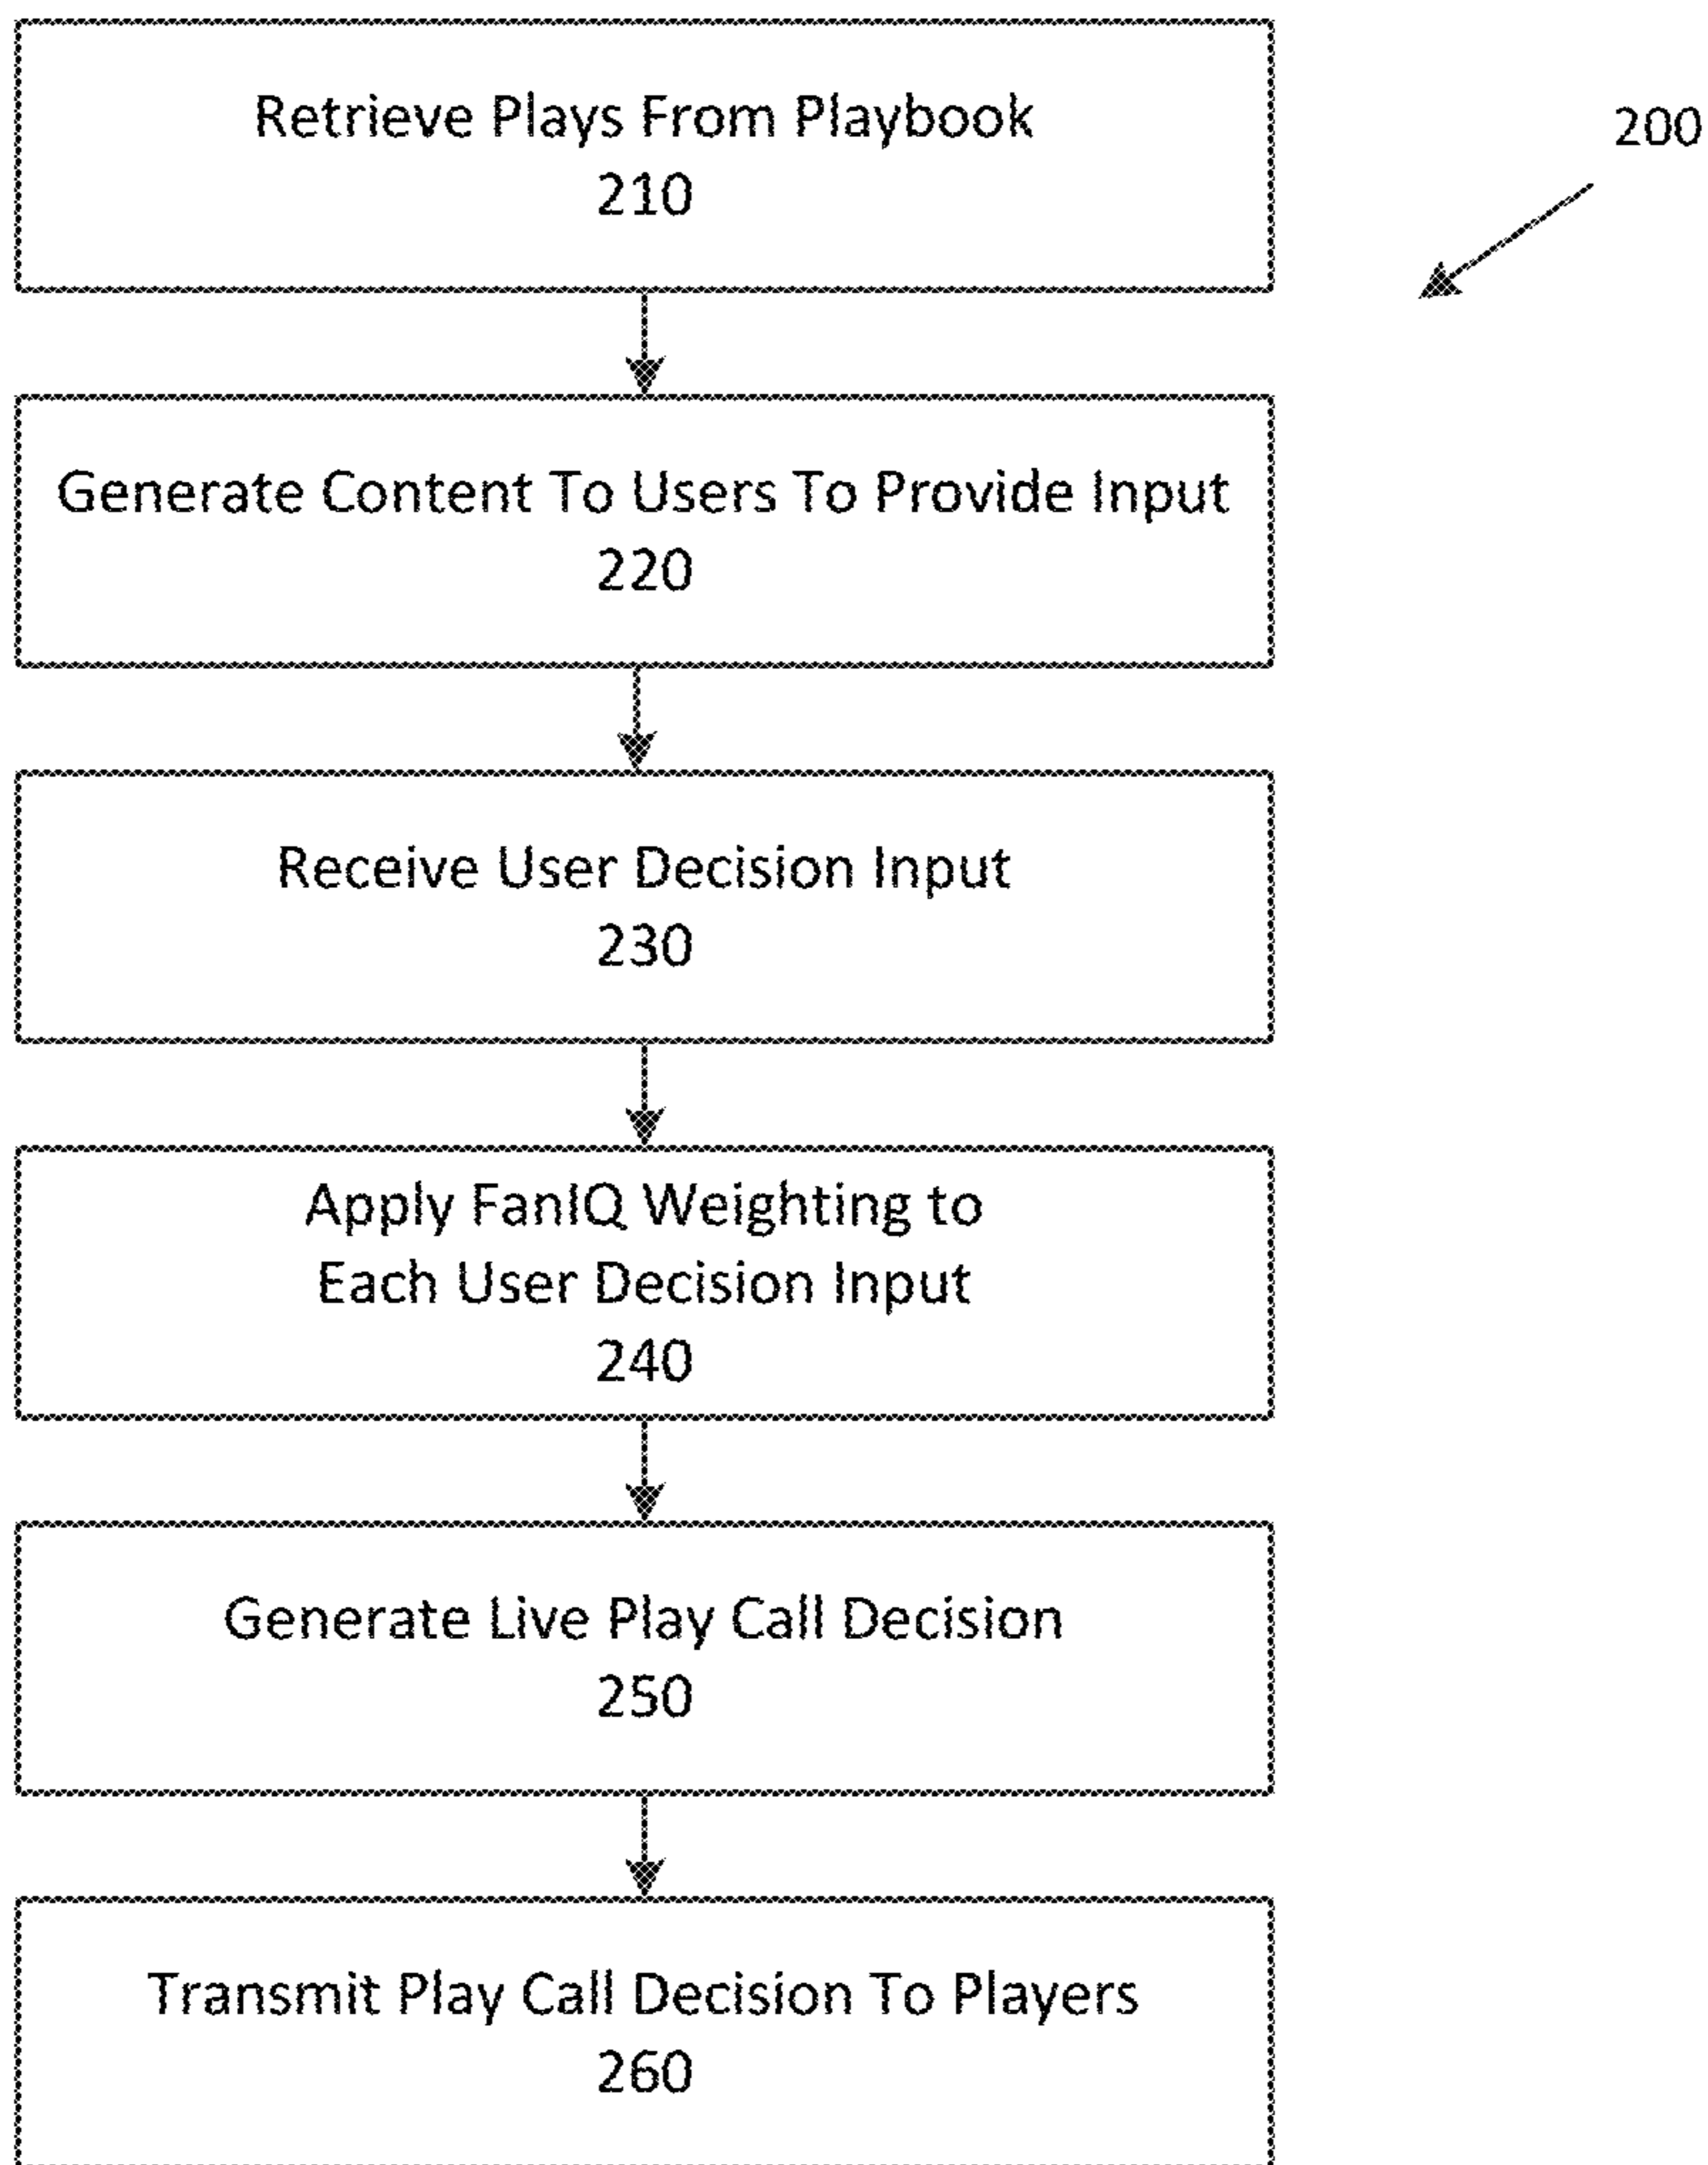 Retrieve Plays From Playbook
210
200
Generate Content To Users To Provide Input
220
Receive User Decision Input
230
Apply FanIQ Weighting to
Each User Decision Input
240
Generate Live Play Call Decision
250
Transmit Play Call Decision To Players
260